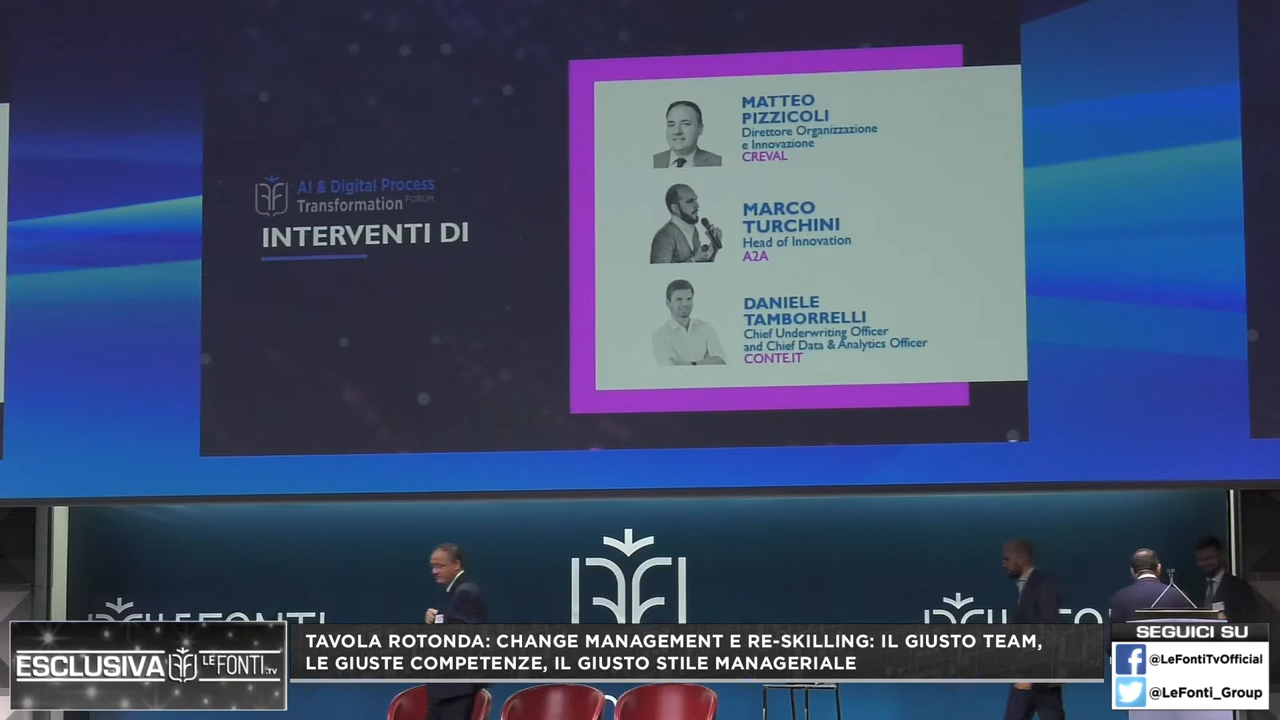 AI & Digital Process
Transformation FORUM
INTERVENTI DI
MATTEO
PIZZICOLI
Direttore Organizzazione
e Innovazione
CREVAL
MARCO
TURCHINI
Head of Innovation
A2A
DANIELE
TAMBORRELLI
Chief Underwriting Officer
and Chief Data & Analytics Officer
CONTE.IT
LE FONTI
ESCLUSIVA LE FONTI.TV
TAVOLA ROTONDA: CHANGE MANAGEMENT E RE-SKILLING: IL GIUSTO TEAM,
LE GIUSTE COMPETENZE, IL GIUSTO STILE MANAGERIALE
SEGUICI SU
@LeFontiTvOfficial
@LeFonti_Group